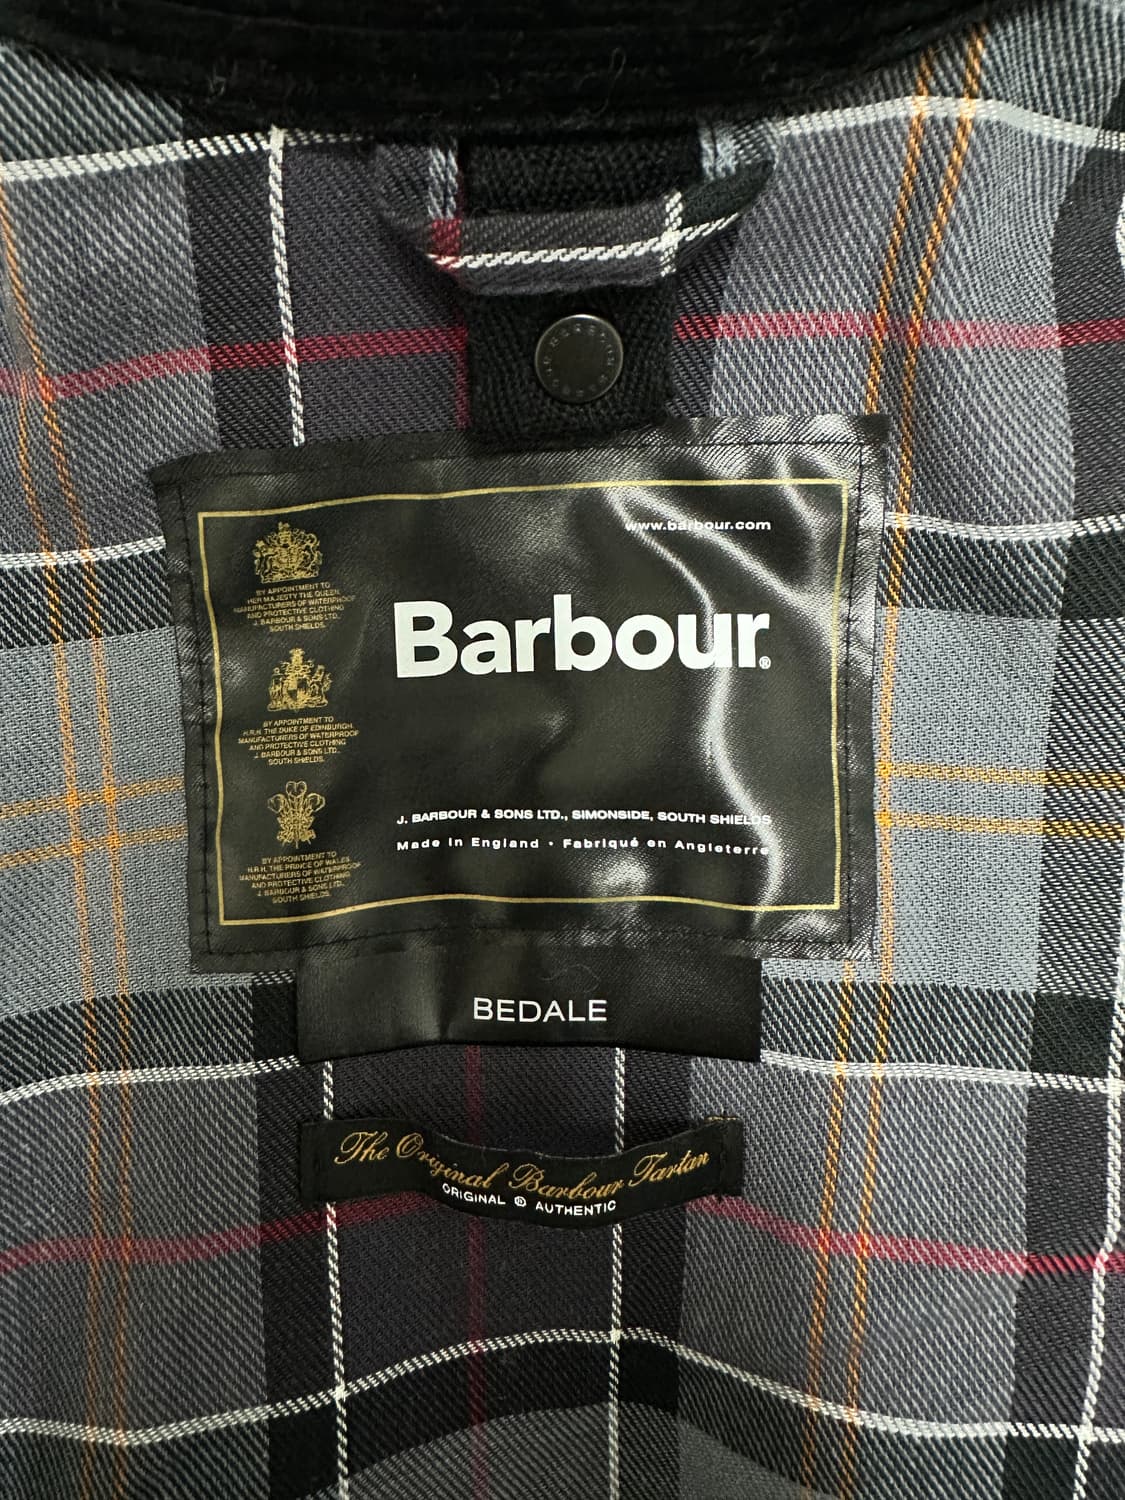 www.barbour.com
BY APPOINTMENT TO
HER MAJESTY THE QUEEN
MANUFACTURERS OF WATERPROOF
AND PROTECTIVE CLOTHING
J. BARBOUR & SONS LTD.
SOUTH SHIELDS.
Barbour®
BY APPOINTMENT TO
H.R.H. THE DUKE OF EDINBURGH.
MANUFACTURERS OF WATERPROOF
AND PROTECTIVE CLOTHING
J. BARBOUR & SONS LTD.,
SOUTH SHIELDS.
J. BARBOUR & SONS LTD., SIMONSIDE, SOUTH SHIELDS
Made in England • Fabriqué en Angleterre
BY APPOINTMENT TO
H.R.H. THE PRINCE OF WALES
MANUFACTURERS OF WATERPROOF
AND PROTECTIVE CLOTHING
J. BARBOUR & SONS LTD.
SOUTH SHIELDS.
BEDALE
The Original Barbour Tartan
ORIGINAL ® AUTHENTIC